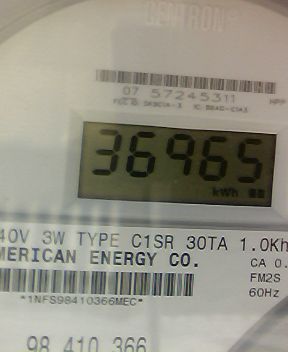 CENTRON®
07 57245311
36965
kWh
40V 3W TYPE C1SR 30TA 1.0Kh
MERICAN ENERGY CO.
CA 0.
FM2S
60Hz
*1NFS98410366MEC*
98 410 366